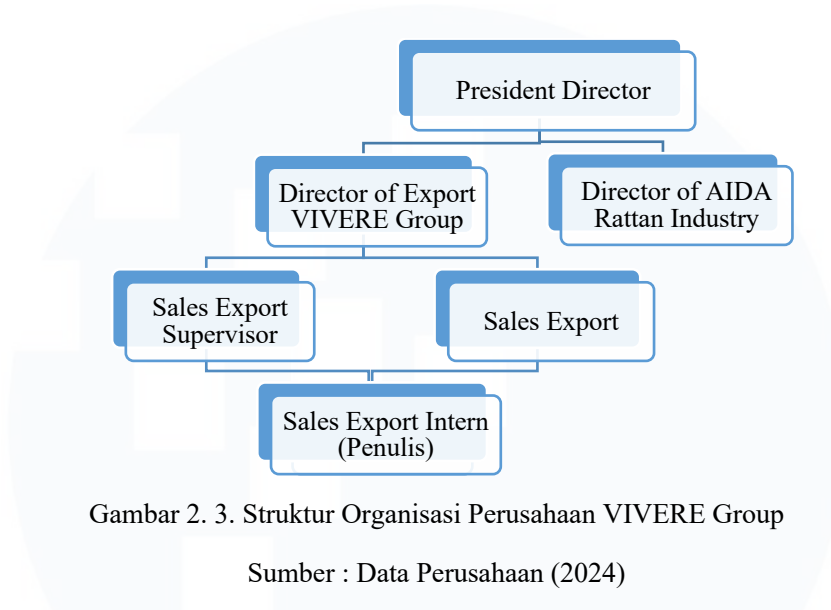 President Director
Director of Export
VIVERE Group
Director of AIDA
Rattan Industry
Sales Export
Supervisor
Sales Export
Sales Export Intern
(Penulis)
Gambar 2. 3. Struktur Organisasi Perusahaan VIVERE Group
Sumber : Data Perusahaan (2024)